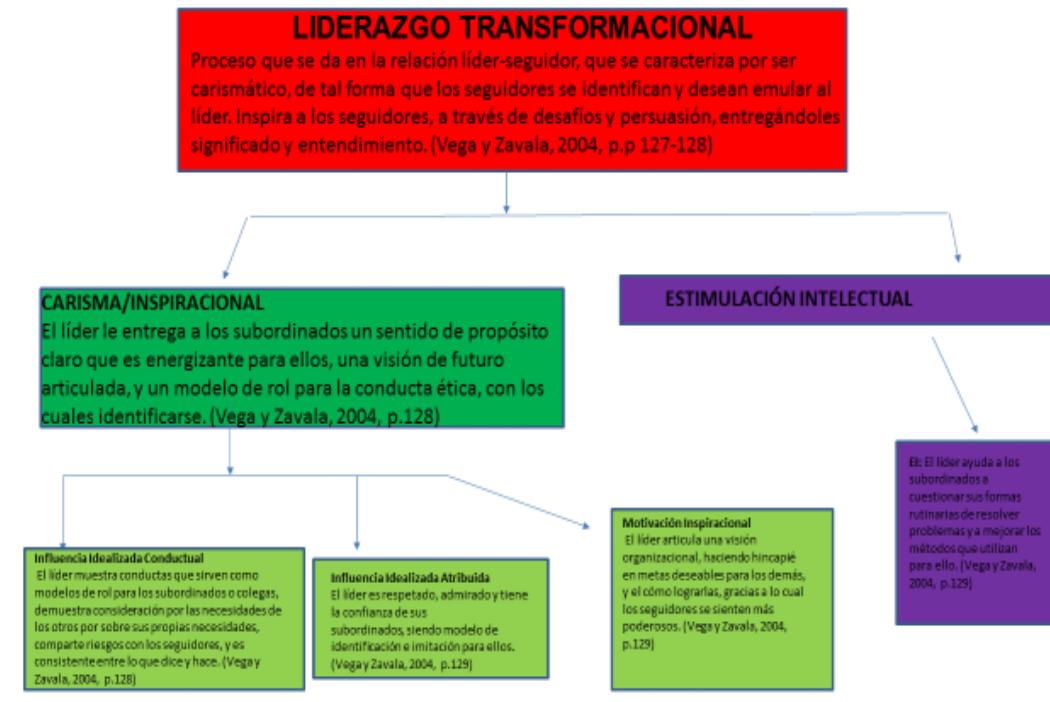 LIDERAZGO TRANSFORMACIONAL
Proceso que se da en la relación líder-seguidor, que se caracteriza por ser
carismático, de tal forma que los seguidores se identifican y desean emular al
líder. Inspira a los seguidores, a través de desafíos y persuasión, entregándoles
significado y entendimiento. (Vega y Zavala, 2004, p.p 127-128)
CARISMA/INSPIRACIONAL
El líder le entrega a los subordinados un sentido de propósito
claro que es energizante para ellos, una visión de futuro
articulada, y un modelo de rol para la conducta ética, con los
cuales identificarse. (Vega y Zavala, 2004, p.128)
ESTIMULACIÓN INTELECTUAL
EI: El líder ayuda a los
subordinados a
cuestionar sus formas
rutinarias de resolver
problemas y a mejorar los
métodos que utilizan
para ello. (Vega y Zavala,
2004, p.129)
Influencia Idealizada Conductual
El líder muestra conductas que sirven como
modelos de rol para los subordinados o colegas,
demuestra consideración por las necesidades de
los otros por sobre sus propias necesidades,
comparte riesgos con los seguidores, y es
consistente entre lo que dice y hace. (Vega y
Zavala, 2004, p.128)
Influencia Idealizada Atribuida
El líder es respetado, admirado y tiene
la confianza de sus
subordinados, siendo modelo de
identificación e imitación para ellos.
(Vega y Zavala, 2004, p.129)
Motivación Inspiracional
El líder articula una visión
organizacional, haciendo hincapié
en metas deseables para los demás,
y el cómo lograrlas, gracias a lo cual
los seguidores se sienten más
poderosos. (Vega y Zavala, 2004,
p.129)